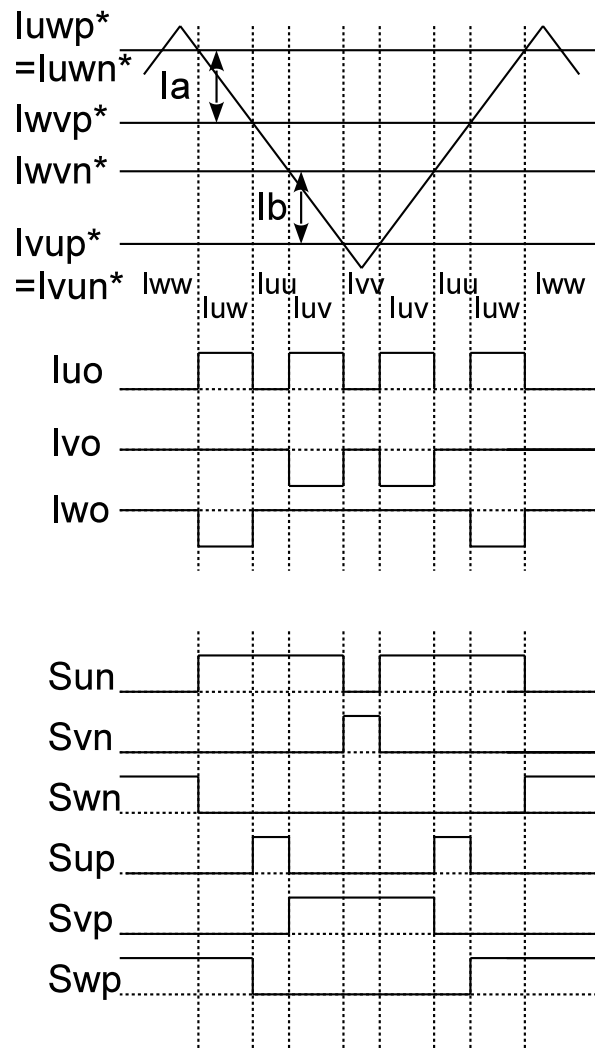 Iuwp*
=Iuwn*
Ia
Iwvp*
Iwvn*
Ib
Ivup*
=Ivun*
Iww Iuu Ivv Iuu Iww
Iuw Iuv Iuv Iuw
Iuo
Ivo
Iwo
Sun
Svn
Swn
Sup
Svp
Swp